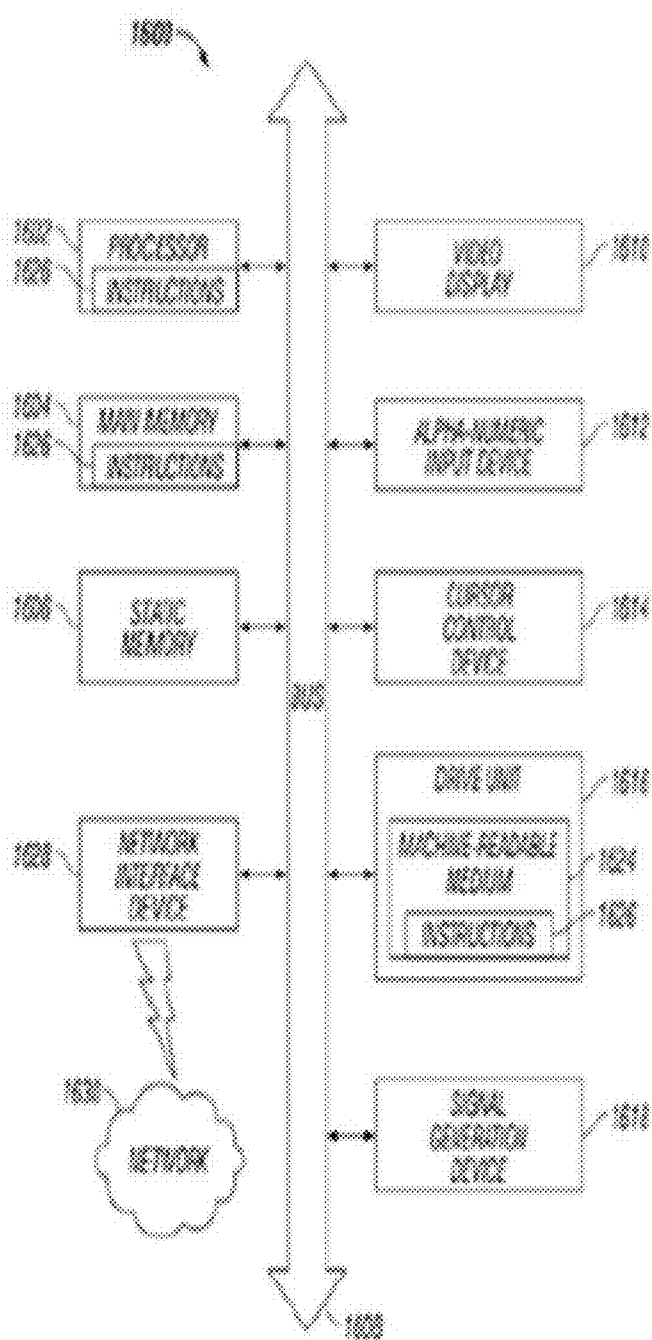 1600
1602
PROCESSOR
1626
INSTRUCTIONS
1604
MAIN MEMORY
1626
INSTRUCTIONS
1606
STATIC
MEMORY
1628
NETWORK
INTERFACE
DEVICE
1630
NETWORK
BUS
VIDEO
DISPLAY
1610
ALPHA-NUMERIC
INPUT DEVICE
1612
CURSOR
CONTROL
DEVICE
1614
DRIVE UNIT
1616
MACHINE READABLE
MEDIUM
1624
INSTRUCTIONS
1626
SIGNAL
GENERATION
DEVICE
1618
1608